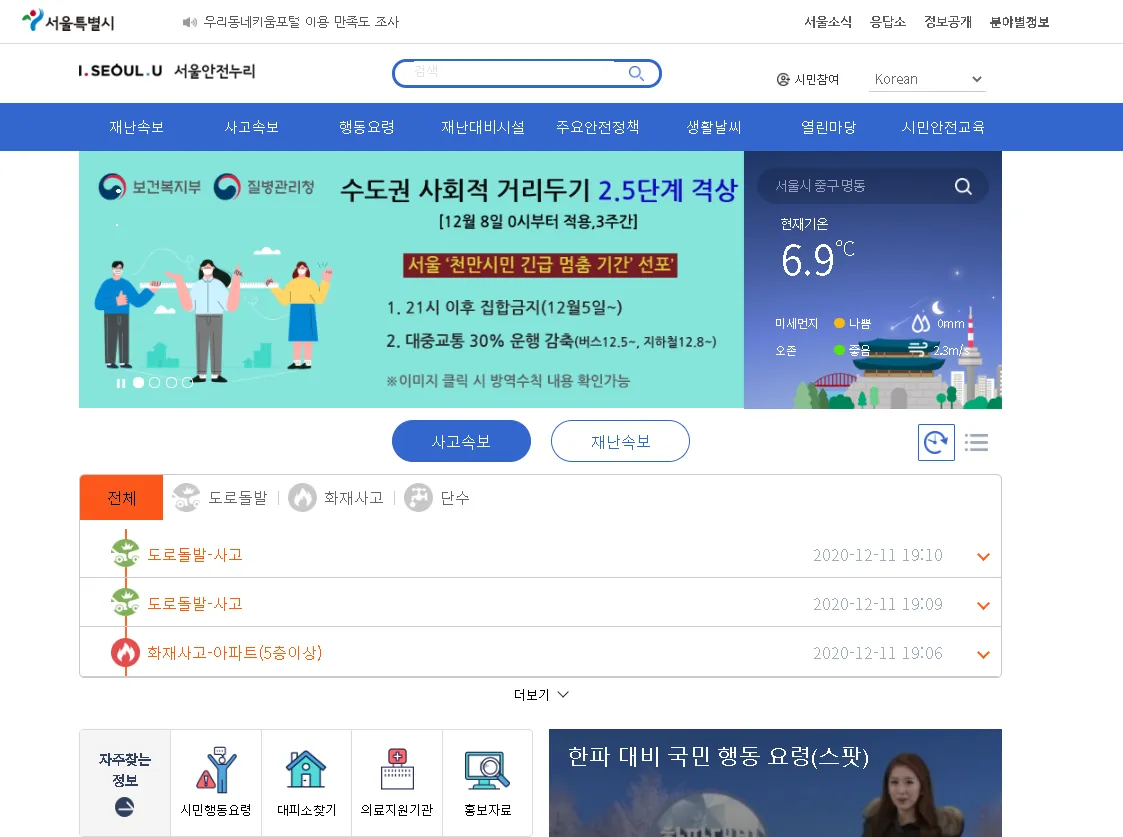 서울특별시
우리동네키움포털 이용 만족도 조사
서울소식 응답소 정보공개 분야별정보
I.SEOUL.U 서울안전누리
검색
시민참여
Korean
재난속보 사고속보 행동요령 재난대비시설 주요안전정책 생활날씨 열린마당 시민안전교육
보건복지부 질병관리청
수도권 사회적 거리두기 2.5단계 격상
[12월 8일 0시부터 적용,3주간]
서울 '천만시민 긴급 멈춤 기간' 선포'
1. 21시 이후 집합금지(12월5일~)
2. 대중교통 30% 운행 감축(버스12.5~, 지하철12.8~)
※이미지 클릭 시 방역수칙 내용 확인가능
서울시 중구 명동
현재기온
6.9℃
미세먼지 나쁨 0mm
오존 좋음 2.3m/s
사고속보 재난속보
전체 도로돌발 화재사고 단수
도로돌발-사고 2020-12-11 19:10
도로돌발-사고 2020-12-11 19:09
화재사고-아파트(5층이상) 2020-12-11 19:06
더보기
자주찾는
정보
시민행동요령 대피소찾기 의료지원기관 홍보자료
한파 대비 국민 행동 요령(스팟)